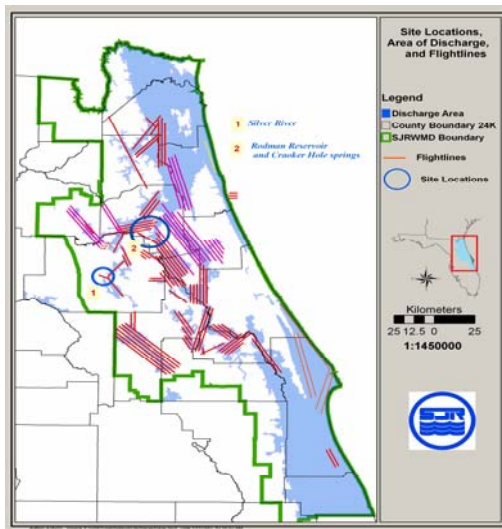 Site Locations,
Area of Discharge,
and Flightlines
Legend
Discharge Area
County Boundary 24K
SJRWMD Boundary
Flightlines
Site Locations
1 Silver River
2 Rodman Reservoir
and Croaker Hole springs
2
1
Kilometers
25 12.5 0 25
1:1450000
SJR